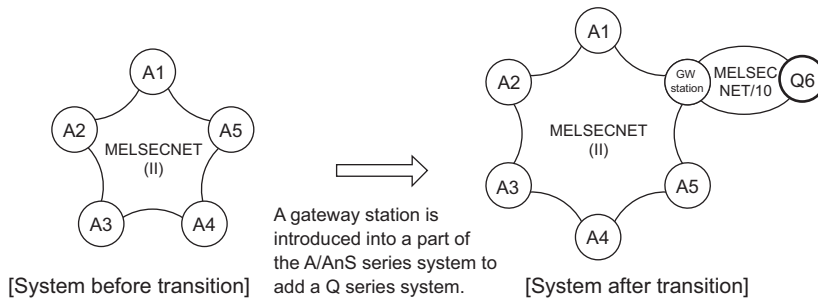 A1
A2
A5
MELSECNET
(II)
A3
A4
[System before transition]
A gateway station is
introduced into a part of
the A/AnS series system to
add a Q series system.
A1
A2
GW
station
MELSEC
NET/10
Q6
MELSECNET
(II)
A3
A5
A4
[System after transition]